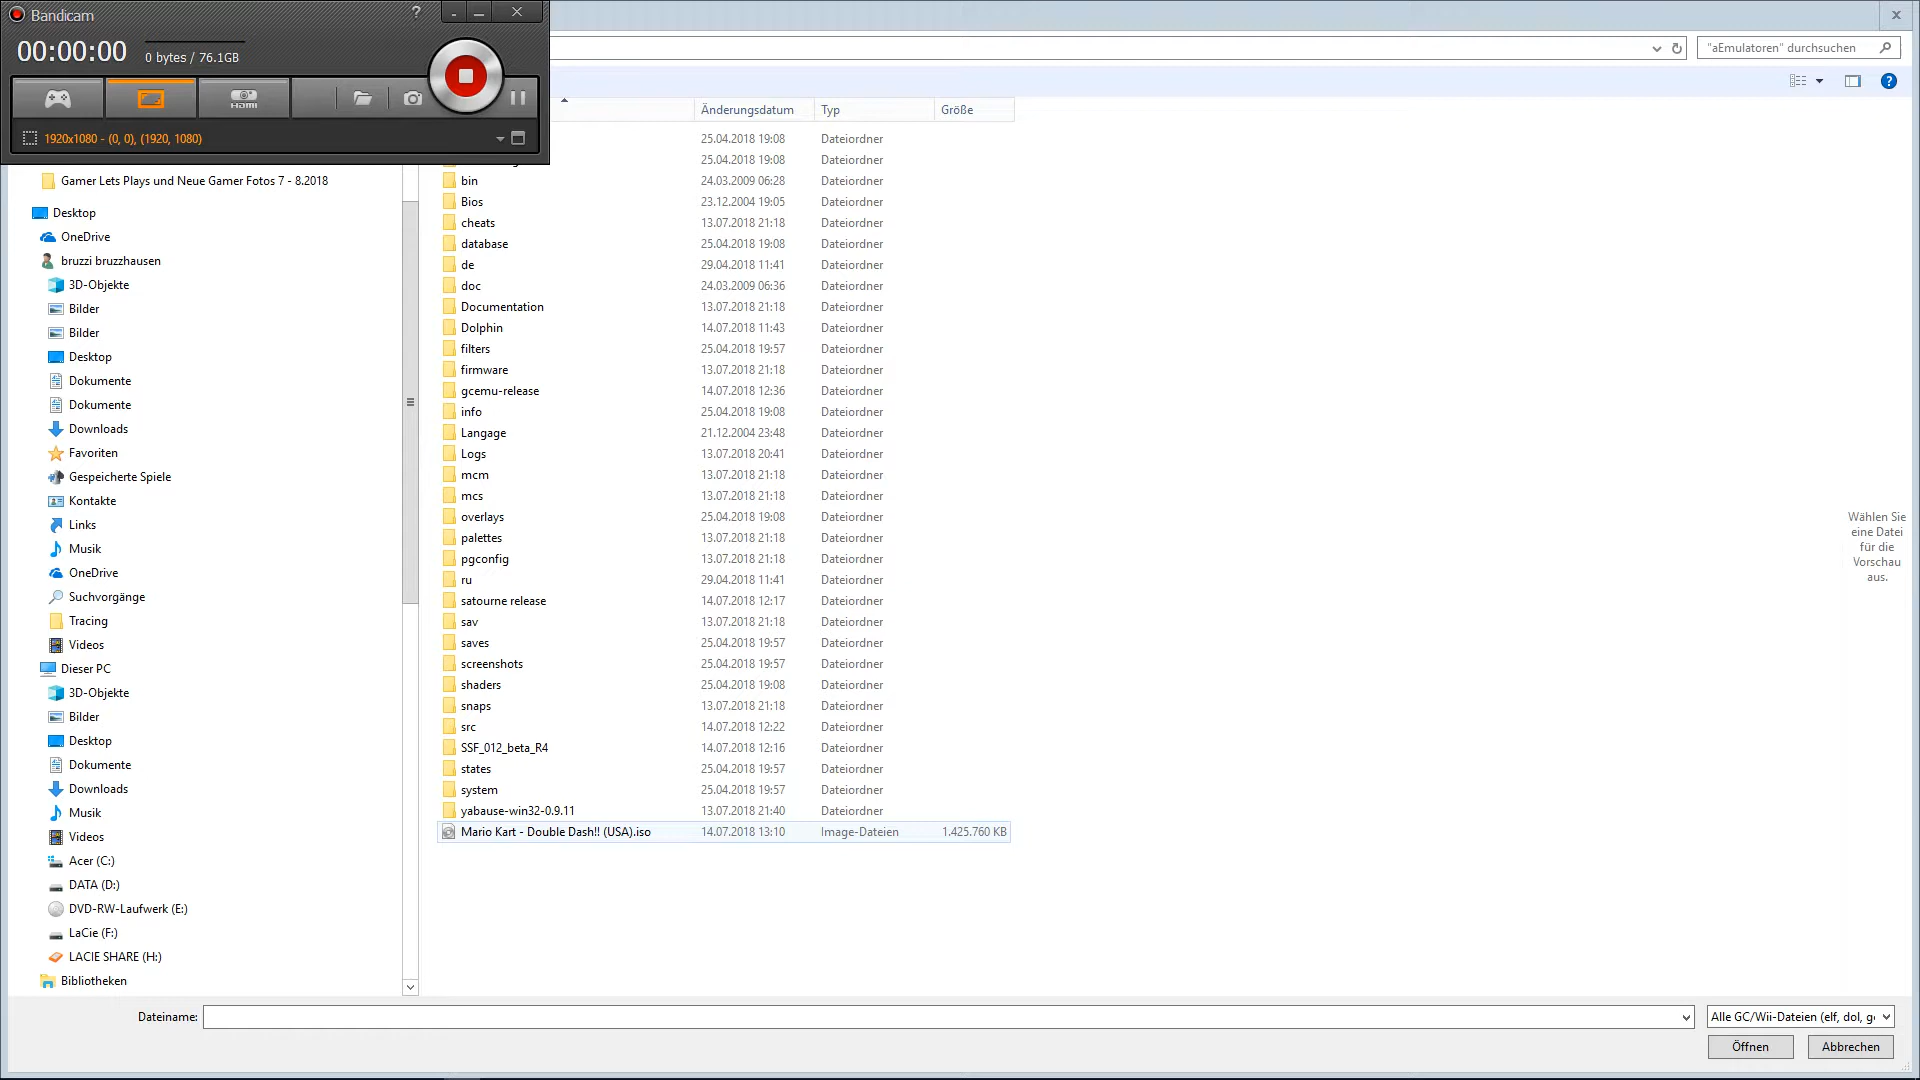 Bandicam
?
00:00:00
0 bytes / 76.1GB
HDMI
1920x1080 - (0, 0), (1920, 1080)
"aEmulatoren" durchsuchen
Änderungsdatum Typ Größe
25.04.2018 19:08 Dateiordner
25.04.2018 19:08 Dateiordner
bin 24.03.2009 06:28 Dateiordner
Bios 23.12.2004 19:05 Dateiordner
cheats 13.07.2018 21:18 Dateiordner
database 25.04.2018 19:08 Dateiordner
de 29.04.2018 11:41 Dateiordner
doc 24.03.2009 06:36 Dateiordner
Documentation 13.07.2018 21:18 Dateiordner
Dolphin 14.07.2018 11:43 Dateiordner
filters 25.04.2018 19:57 Dateiordner
firmware 13.07.2018 21:18 Dateiordner
gcemu-release 14.07.2018 12:36 Dateiordner
info 25.04.2018 19:08 Dateiordner
Langage 21.12.2004 23:48 Dateiordner
Logs 13.07.2018 20:41 Dateiordner
mcm 13.07.2018 21:18 Dateiordner
mcs 13.07.2018 21:18 Dateiordner
overlays 25.04.2018 19:08 Dateiordner
palettes 13.07.2018 21:18 Dateiordner
pgconfig 13.07.2018 21:18 Dateiordner
ru 29.04.2018 11:41 Dateiordner
satourne release 14.07.2018 12:17 Dateiordner
sav 13.07.2018 21:18 Dateiordner
saves 25.04.2018 19:57 Dateiordner
screenshots 25.04.2018 19:57 Dateiordner
shaders 25.04.2018 19:08 Dateiordner
snaps 13.07.2018 21:18 Dateiordner
src 14.07.2018 12:22 Dateiordner
SSF_012_beta_R4 14.07.2018 12:16 Dateiordner
states 25.04.2018 19:57 Dateiordner
system 25.04.2018 19:57 Dateiordner
yabause-win32-0.9.11 13.07.2018 21:40 Dateiordner
Mario Kart - Double Dash!! (USA).iso 14.07.2018 13:10 Image-Dateien 1.425.760 KB
Gamer Lets Plays und Neue Gamer Fotos 7 - 8.2018
Desktop
OneDrive
bruzzi bruzzhausen
3D-Objekte
Bilder
Bilder
Desktop
Dokumente
Dokumente
Downloads
Favoriten
Gespeicherte Spiele
Kontakte
Links
Musik
OneDrive
Suchvorgänge
Tracing
Videos
Dieser PC
3D-Objekte
Bilder
Desktop
Dokumente
Downloads
Musik
Videos
Acer (C:)
DATA (D:)
DVD-RW-Laufwerk (E:)
LaCie (F:)
LACIE SHARE (H:)
Bibliotheken
Wählen Sie
eine Datei
für die
Vorschau
aus.
Dateiname:
Alle GC/Wii-Dateien (elf, dol, g
Öffnen Abbrechen